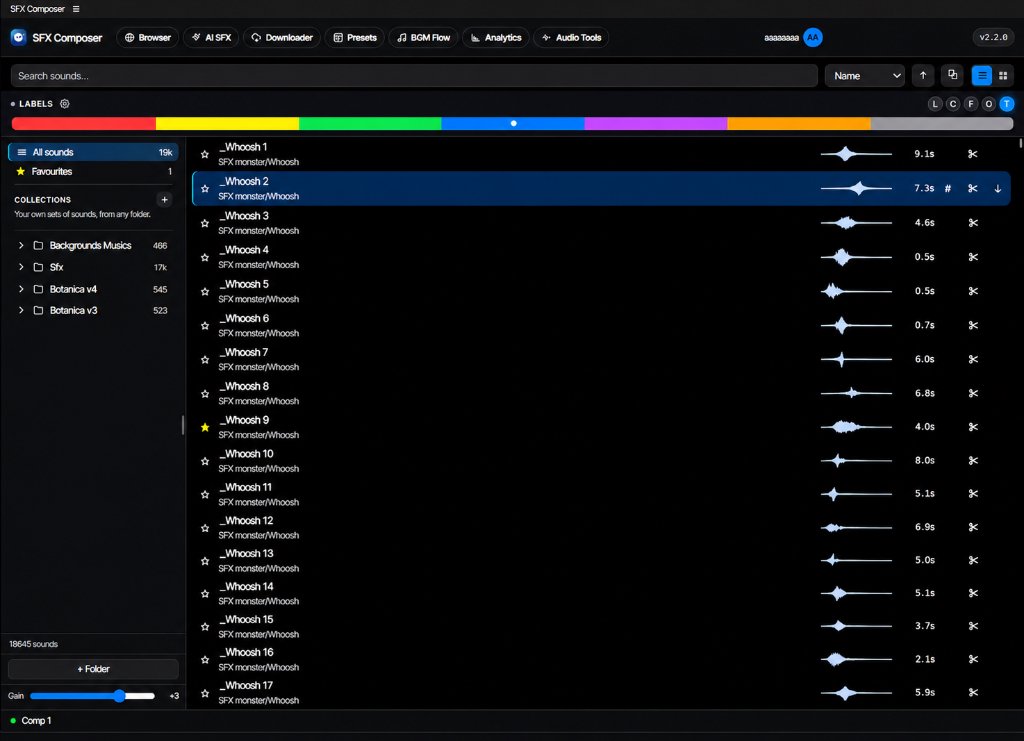 SFX Composer
SFX Composer Browser AI SFX Downloader Presets BGM Flow Analytics Audio Tools aaaaaaaa AA v2.2.0
Search sounds... Name
LABELS L C F O T
All sounds 19k
Favourites 1
COLLECTIONS +
Your own sets of sounds, from any folder.
Backgrounds Musics 466
Sfx 17k
Botanica v4 545
Botanica v3 523
18645 sounds
+ Folder
Gain +3
_Whoosh 1
SFX monster/Whoosh 9.1s
_Whoosh 2
SFX monster/Whoosh 7.3s #
_Whoosh 3
SFX monster/Whoosh 4.6s
_Whoosh 4
SFX monster/Whoosh 0.5s
_Whoosh 5
SFX monster/Whoosh 0.5s
_Whoosh 6
SFX monster/Whoosh 0.7s
_Whoosh 7
SFX monster/Whoosh 6.0s
_Whoosh 8
SFX monster/Whoosh 6.8s
_Whoosh 9
SFX monster/Whoosh 4.0s
_Whoosh 10
SFX monster/Whoosh 8.0s
_Whoosh 11
SFX monster/Whoosh 5.1s
_Whoosh 12
SFX monster/Whoosh 6.9s
_Whoosh 13
SFX monster/Whoosh 5.0s
_Whoosh 14
SFX monster/Whoosh 5.1s
_Whoosh 15
SFX monster/Whoosh 3.7s
_Whoosh 16
SFX monster/Whoosh 2.1s
_Whoosh 17
SFX monster/Whoosh 5.9s
Comp 1